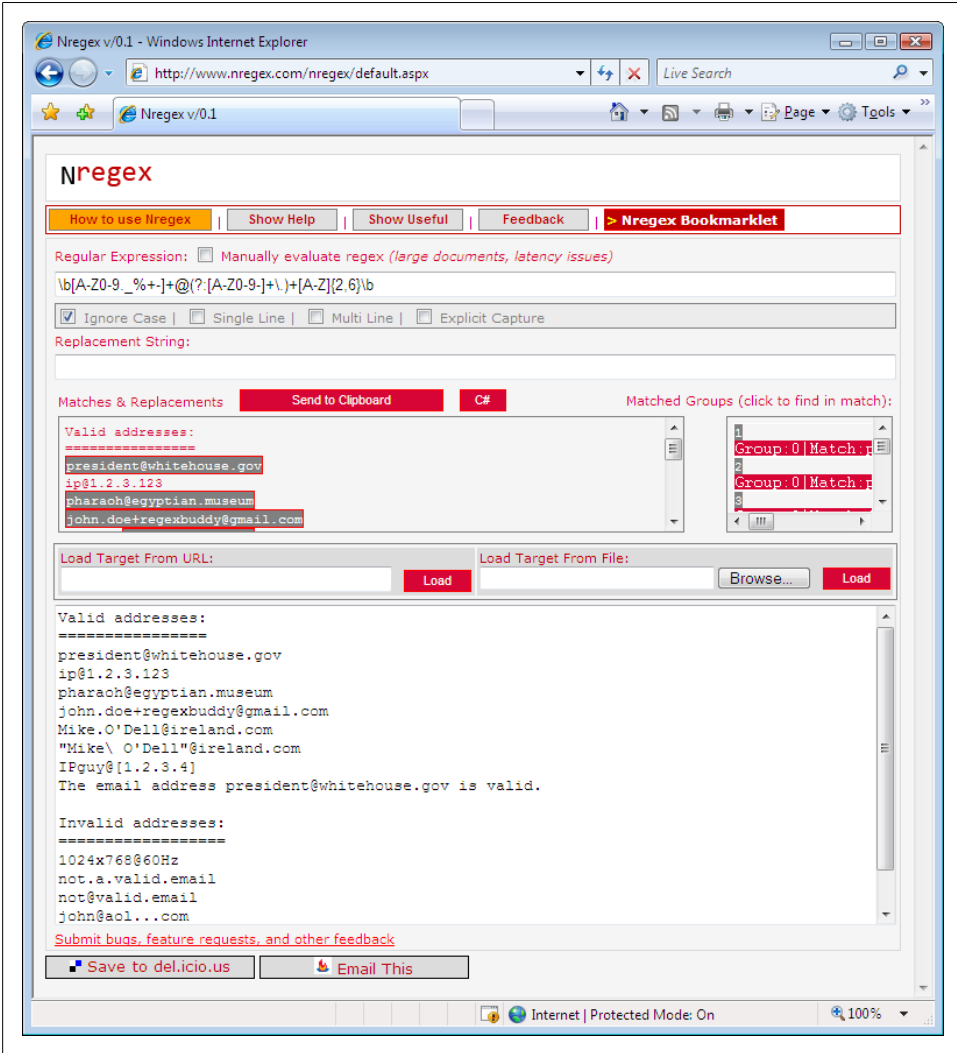 Nregex v/0.1 - Windows Internet Explorer
http://www.nregex.com/nregex/default.aspx
Live Search
Nregex v/0.1
Page
Tools
»
Nregex
How to use Nregex | Show Help | Show Useful | Feedback | > Nregex Bookmarklet
Regular Expression: Manually evaluate regex (large documents, latency issues)
\b[A-Z0-9._%+-]+@(?:[A-Z0-9-]+\.)+[A-Z]{2,6}\b
Ignore Case | Single Line | Multi Line | Explicit Capture
Replacement String:
Matches & Replacements Send to Clipboard C# Matched Groups (click to find in match):
Valid addresses:
================
president@whitehouse.gov
ip@1.2.3.123
pharaoh@egyptian.museum
john.doe+regexbuddy@gmail.com
1
Group:0|Match:p
2
Group:0|Match:p
3
Load Target From URL: Load Target From File:
Load Browse... Load
Valid addresses:
================
president@whitehouse.gov
ip@1.2.3.123
pharaoh@egyptian.museum
john.doe+regexbuddy@gmail.com
Mike.O'Dell@ireland.com
"Mike\ O'Dell"@ireland.com
IPguy@[1.2.3.4]
The email address president@whitehouse.gov is valid.
Invalid addresses:
==================
1024x768@60Hz
not.a.valid.email
not@valid.email
john@aol...com
Submit bugs, feature requests, and other feedback
Save to del.icio.us Email This
Internet | Protected Mode: On 100%